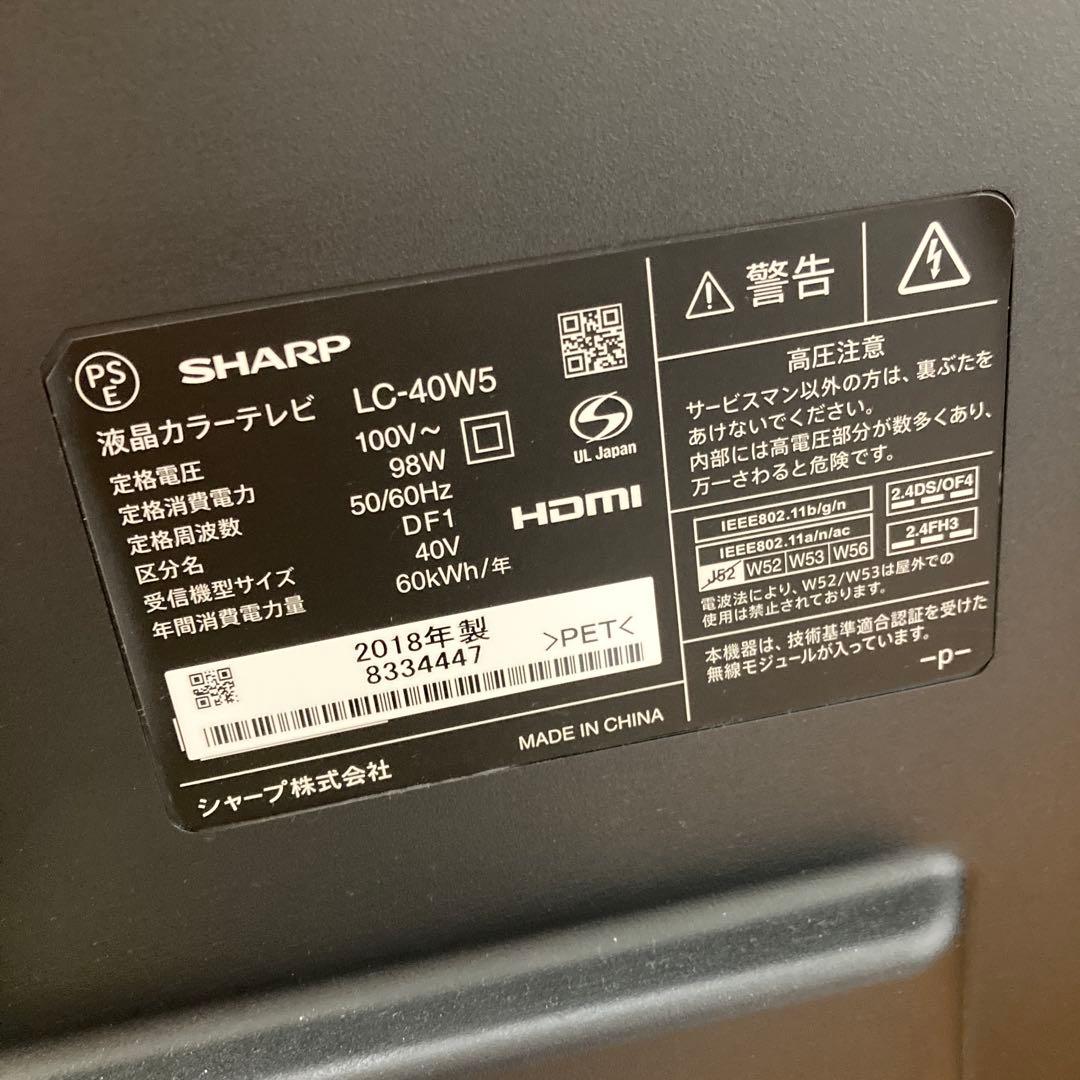 PSE
SHARP
液晶カラーテレビ LC-40W5
定格電圧 100V～
定格消費電力 98W
定格周波数 50/60Hz
区分名 DF1
受信機型サイズ 40V
年間消費電力量 60kWh/年
UL Japan
HDMI
2018年製
8334447
>PET<
MADE IN CHINA
シャープ株式会社
警告
高圧注意
サービスマン以外の方は、裏ぶたを
あけないでください。
内部には高電圧部分が数多くあり、
万一さわると危険です。
IEEE802.11b/g/n
IEEE802.11a/n/ac
J52 W52 W53 W56
2.4DS/OF4
2.4FH3
電波法により、W52/W53は屋外での
使用は禁止されております。
本機器は、技術基準適合認証を受けた
無線モジュールが入っています。
-p-